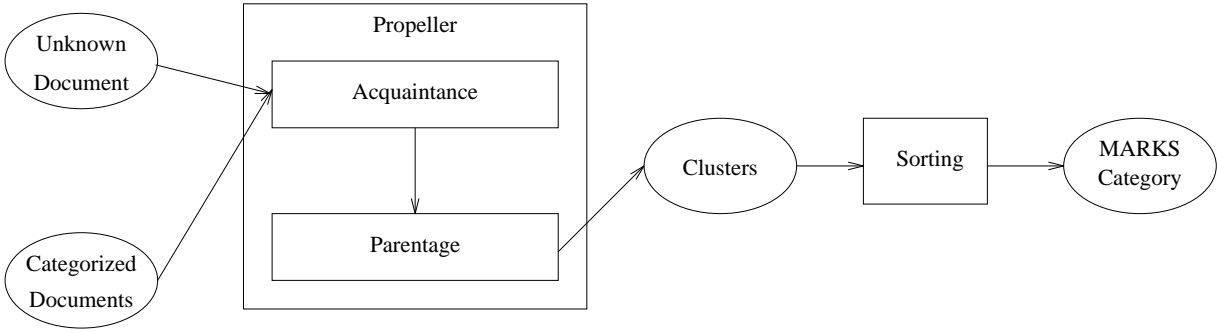 Unknown
Document
Propeller
Acquaintance
Parentage
Categorized
Documents
Clusters
Sorting
MARKS
Category